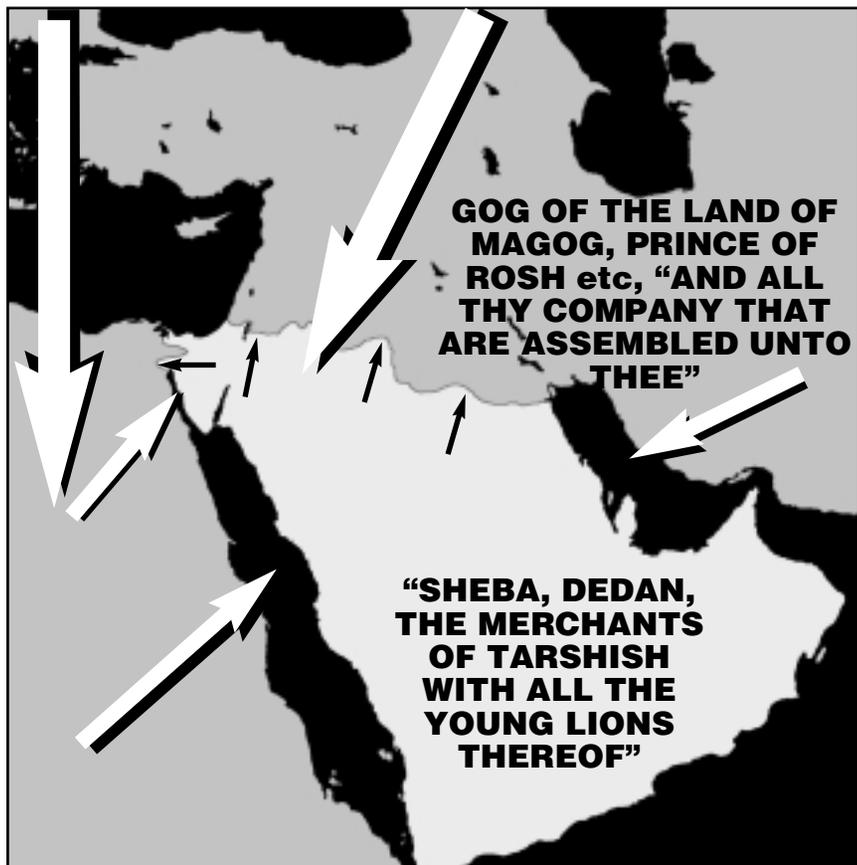 GOG OF THE LAND OF
MAGOG, PRINCE OF
ROSH etc, “AND ALL
THY COMPANY THAT
ARE ASSEMBLED UNTO
THEE”
“SHEBA, DEDAN,
THE MERCHANTS
OF TARSHISH
WITH ALL THE
YOUNG LIONS
THEREOF”